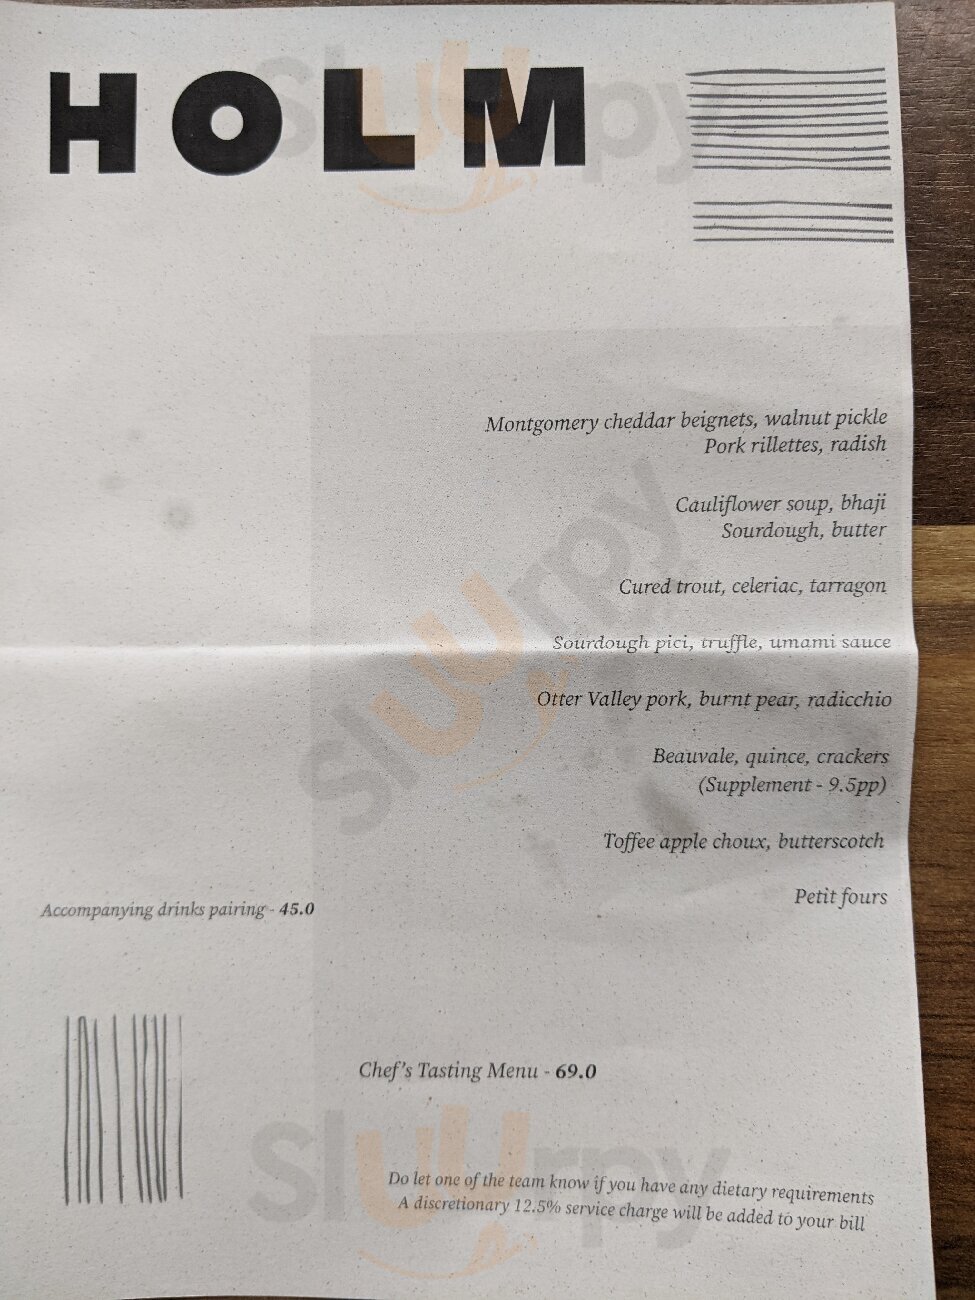 HOLM
Montgomery cheddar beignets, walnut pickle
Pork rillettes, radish
Cauliflower soup, bhaji
Sourdough, butter
Cured trout, celeriac, tarragon
Sourdough pici, truffle, umami sauce
Otter Valley pork, burnt pear, radicchio
Beauvale, quince, crackers
(Supplement - 9.5pp)
Toffee apple choux, butterscotch
Petit fours
Accompanying drinks pairing - 45.0
Chef's Tasting Menu - 69.0
Do let one of the team know if you have any dietary requirements
A discretionary 12.5% service charge will be added to your bill
sluurpy
sluurpy
sluurpy